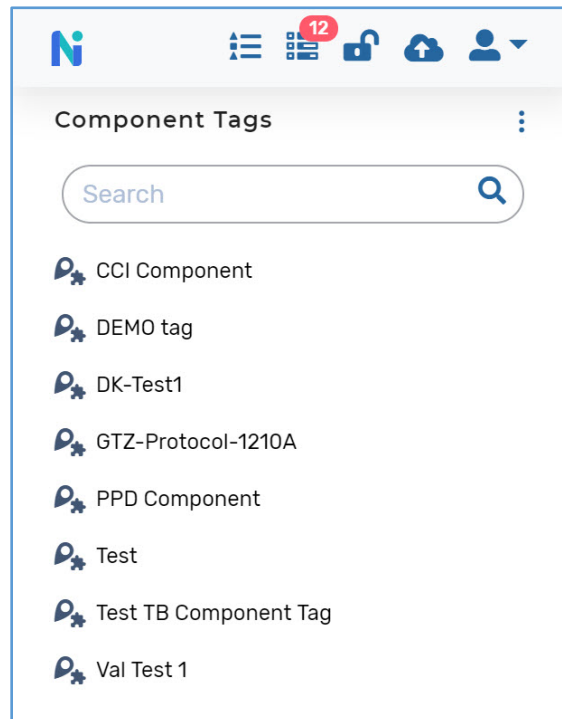 12
Component Tags
Search
CCI Component
DEMO tag
DK-Test1
GTZ-Protocol-1210A
PPD Component
Test
Test TB Component Tag
Val Test 1